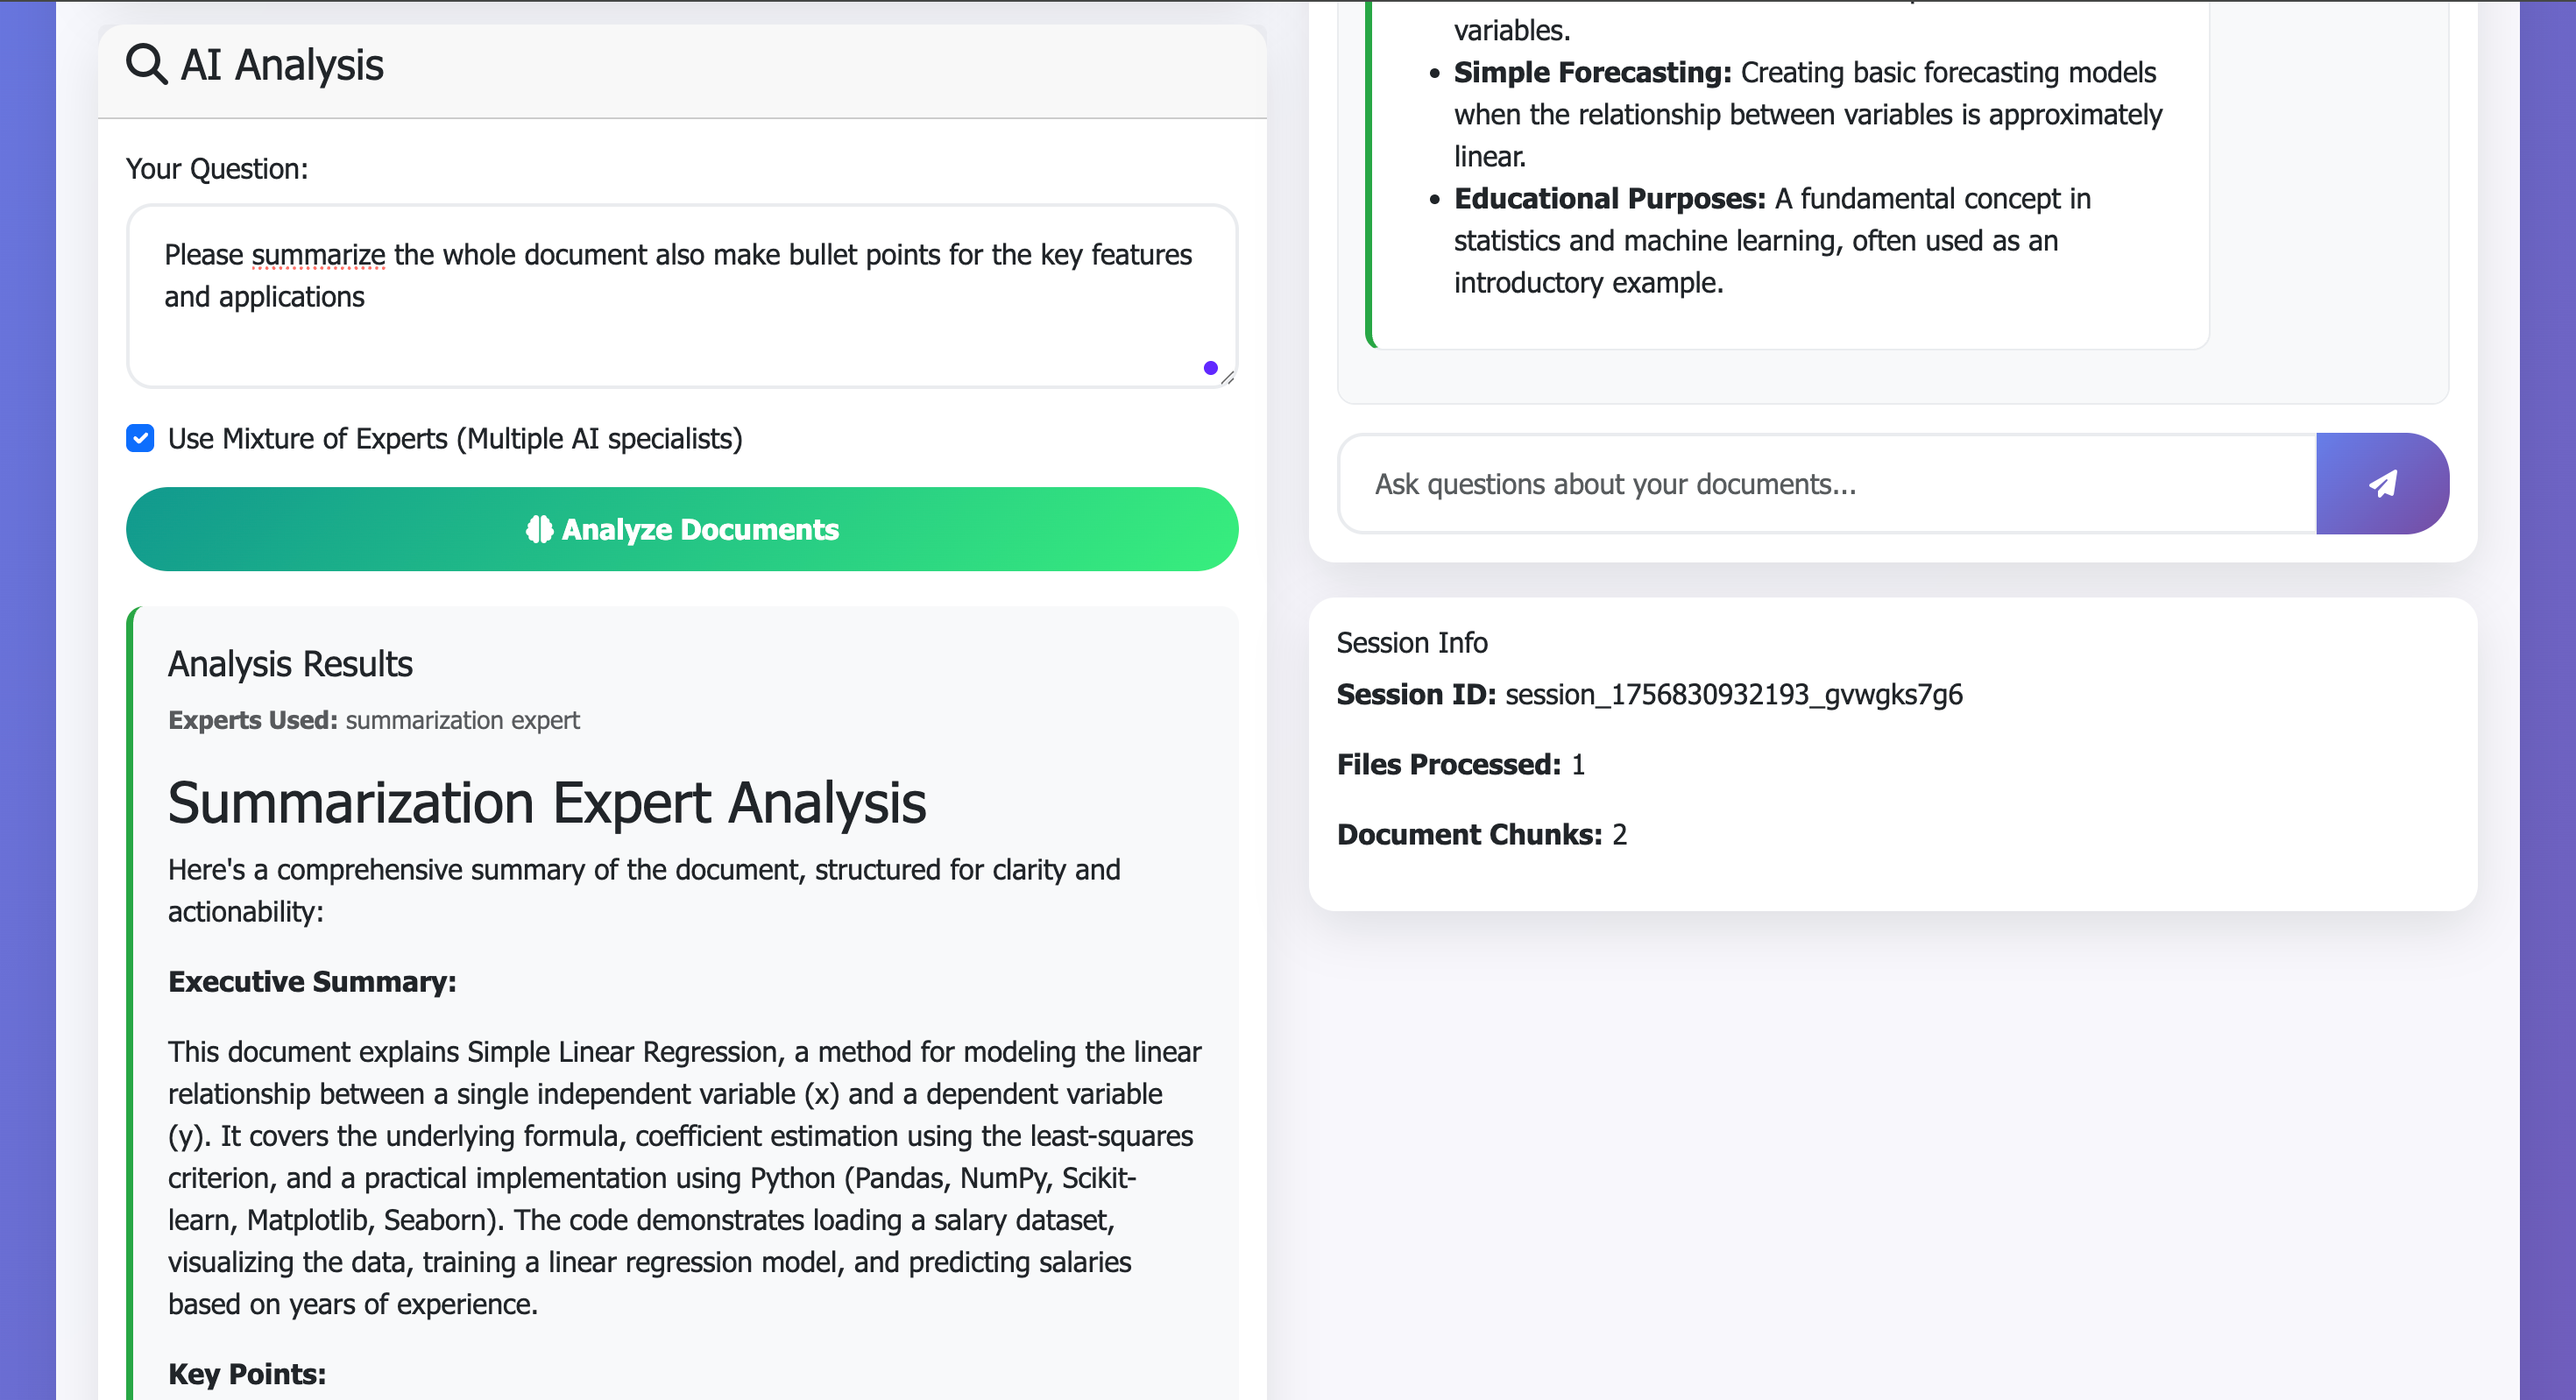 AI Analysis
Your Question:
Please summarize the whole document also make bullet points for the key features
and applications
Use Mixture of Experts (Multiple AI specialists)
Analyze Documents
Analysis Results
Experts Used: summarization expert
Summarization Expert Analysis
Here's a comprehensive summary of the document, structured for clarity and
actionability:
Executive Summary:
This document explains Simple Linear Regression, a method for modeling the linear
relationship between a single independent variable (x) and a dependent variable
(y). It covers the underlying formula, coefficient estimation using the least-squares
criterion, and a practical implementation using Python (Pandas, NumPy, Scikit-
learn, Matplotlib, Seaborn). The code demonstrates loading a salary dataset,
visualizing the data, training a linear regression model, and predicting salaries
based on years of experience.
Key Points:
variables.
• Simple Forecasting: Creating basic forecasting models
when the relationship between variables is approximately
linear.
• Educational Purposes: A fundamental concept in
statistics and machine learning, often used as an
introductory example.
Ask questions about your documents...
Session Info
Session ID: session_1756830932193_gvwgks7g6
Files Processed: 1
Document Chunks: 2